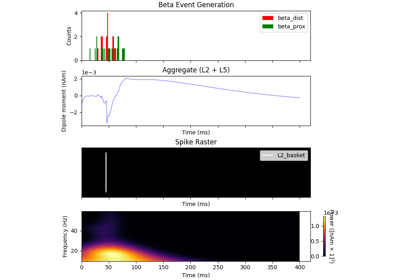 Beta Event Generation
4
2
0
Counts
beta_dist
beta_prox
1e−3
Aggregate (L2 + L5)
2
0
−2
Dipole moment (nAm)
Time (ms)
Spike Raster
L2_basket
Time (ms)
40
20
Frequency (Hz)
0
50
100
150
200
250
300
350
400
Time (ms)
1e−3
1.0
0.5
0.0